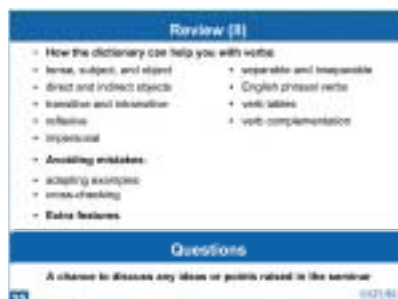 Review (II)
• How the dictionary can help you with verbs
• tense, subject, and object
• direct and indirect objects
• transitive and intransitive
• reflexive
• impersonal
• separable and inseparable
• English phrasal verbs
• verb tables
• verb complementation
• Avoiding mistakes:
• adapting examples
• cross-checking
• Extra features
Questions
A chance to discuss any ideas or points raised in the seminar